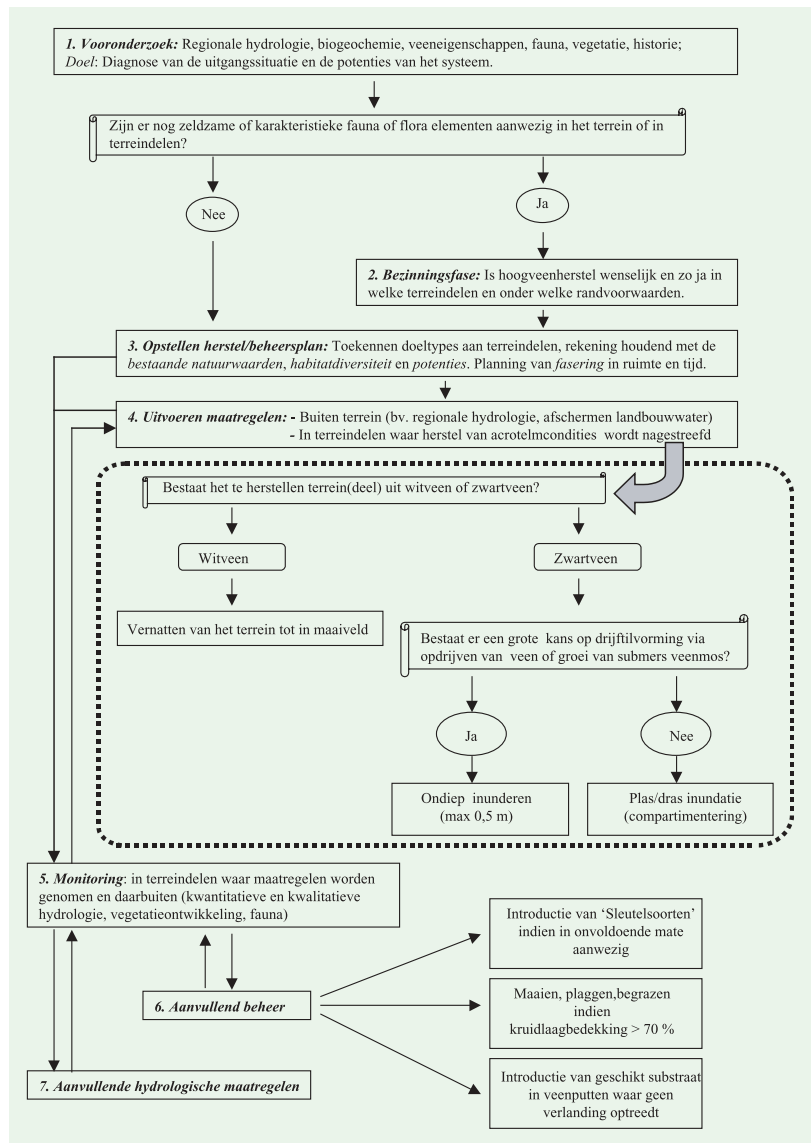 1. Vooronderzoek: Regionale hydrologie, biogeochemie, veeneigenschappen, fauna, vegetatie, historie;
Doel: Diagnose van de uitgangssituatie en de potenties van het systeem.
Zijn er nog zeldzame of karakteristieke fauna of flora elementen aanwezig in het terrein of in
terreindelen?
Nee
Ja
2. Bezinningsfase: Is hoogveenherstel wenselijk en zo ja in
welke terreindelen en onder welke randvoorwaarden.
3. Opstellen herstel/beheersplan: Toekennen doeltypes aan terreindelen, rekening houdend met de
bestaande natuurwaarden, habitatdiversiteit en potenties. Planning van fasering in ruimte en tijd.
4. Uitvoeren maatregelen: - Buiten terrein (bv. regionale hydrologie, afschermen landbouwwater)
- In terreindelen waar herstel van acrotelmcondities wordt nagestreefd
Bestaat het te herstellen terrein(deel) uit witveen of zwartveen?
Witveen
Zwartveen
Vernatten van het terrein tot in maaiveld
Bestaat er een grote kans op drijftilvorming via
opdrijven van veen of groei van submers veenmos?
Ja
Nee
Ondiep inunderen
(max 0,5 m)
Plas/dras inundatie
(compartimentering)
5. Monitoring: in terreindelen waar maatregelen worden
genomen en daarbuiten (kwantitatieve en kwalitatieve
hydrologie, vegetatieontwikkeling, fauna)
Introductie van ‘Sleutelsoorten’
indien in onvoldoende mate
aanwezig
6. Aanvullend beheer
Maaien, plaggen,begrazen
indien
kruidlaagbedekking > 70 %
7. Aanvullende hydrologische maatregelen
Introductie van geschikt substraat
in veenputten waar geen
verlanding optreedt